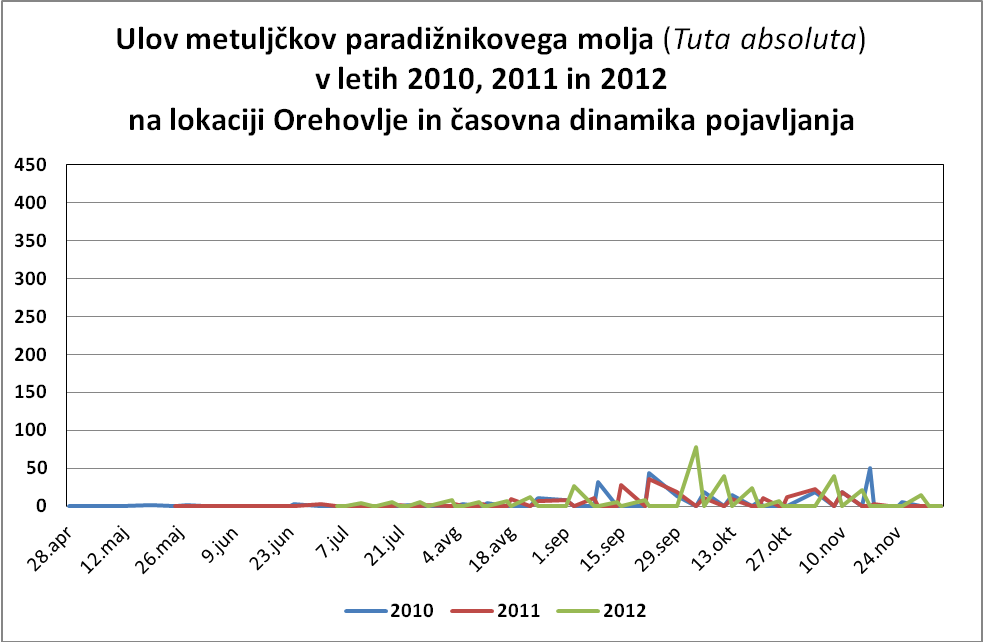 Ulov metuljčkov paradižnikovega molja (Tuta absoluta)
v letih 2010, 2011 in 2012
na lokaciji Orehovlje in časovna dinamika pojavljanja
450
400
350
300
250
200
150
100
50
0
28.apr
12.maj
26.maj
9.jun
23.jun
7.jul
21.jul
4.avg
18.avg
1.sep
15.sep
29.sep
13.okt
27.okt
10.nov
24.nov
2010
2011
2012